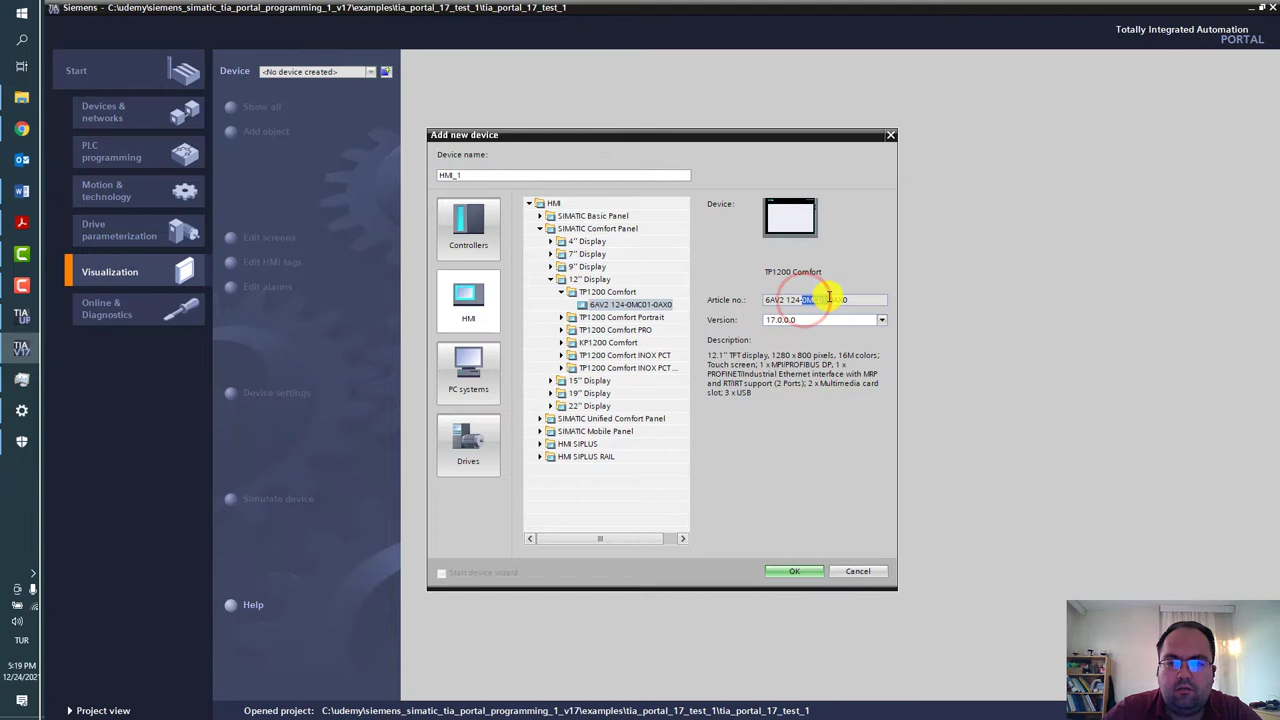 Siemens - C:\udemy\siemens_simatic_tia_portal_programming_1_v17\examples\tia_portal_17_test_1\tia_portal_17_test_1
Totally Integrated Automation
PORTAL
Start
Devices &
networks
PLC
programming
Motion &
technology
Drive
parameterization
Visualization
Online &
Diagnostics
Device
<No device created>
Show all
Add object
Edit screens
Edit HMI tags
Edit alarms
Device settings
Simulate device
Help
Add new device
Device name:
HMI_1
Controllers
HMI
PC systems
Drives
HMI
SIMATIC Basic Panel
SIMATIC Comfort Panel
4'' Display
7'' Display
9'' Display
12'' Display
TP1200 Comfort
6AV2 124-0MC01-0AX0
TP1200 Comfort Portrait
TP1200 Comfort PRO
KP1200 Comfort
TP1200 Comfort INOX PCT
TP1200 Comfort INOX PCT ...
15'' Display
19'' Display
22'' Display
SIMATIC Unified Comfort Panel
SIMATIC Mobile Panel
HMI SIPLUS
HMI SIPLUS RAIL
Device:
TP1200 Comfort
Article no.:
6AV2 124-0MC01-0AX0
Version:
17.0.0.0
Description:
12.1'' TFT display, 1280 x 800 pixels, 16M colors;
Touch screen; 1 x MPI/PROFIBUS DP, 1 x
PROFINET/Industrial Ethernet interface with MRP
and RT/IRT support (2 Ports); 2 x Multimedia card
slot; 3 x USB
Start device wizard
OK
Cancel
TIA
V17
TUR
5:19 PM
12/24/202
Project view
Opened project: C:\udemy\siemens_simatic_tia_portal_programming_1_v17\examples\tia_portal_17_test_1\tia_portal_17_test_1